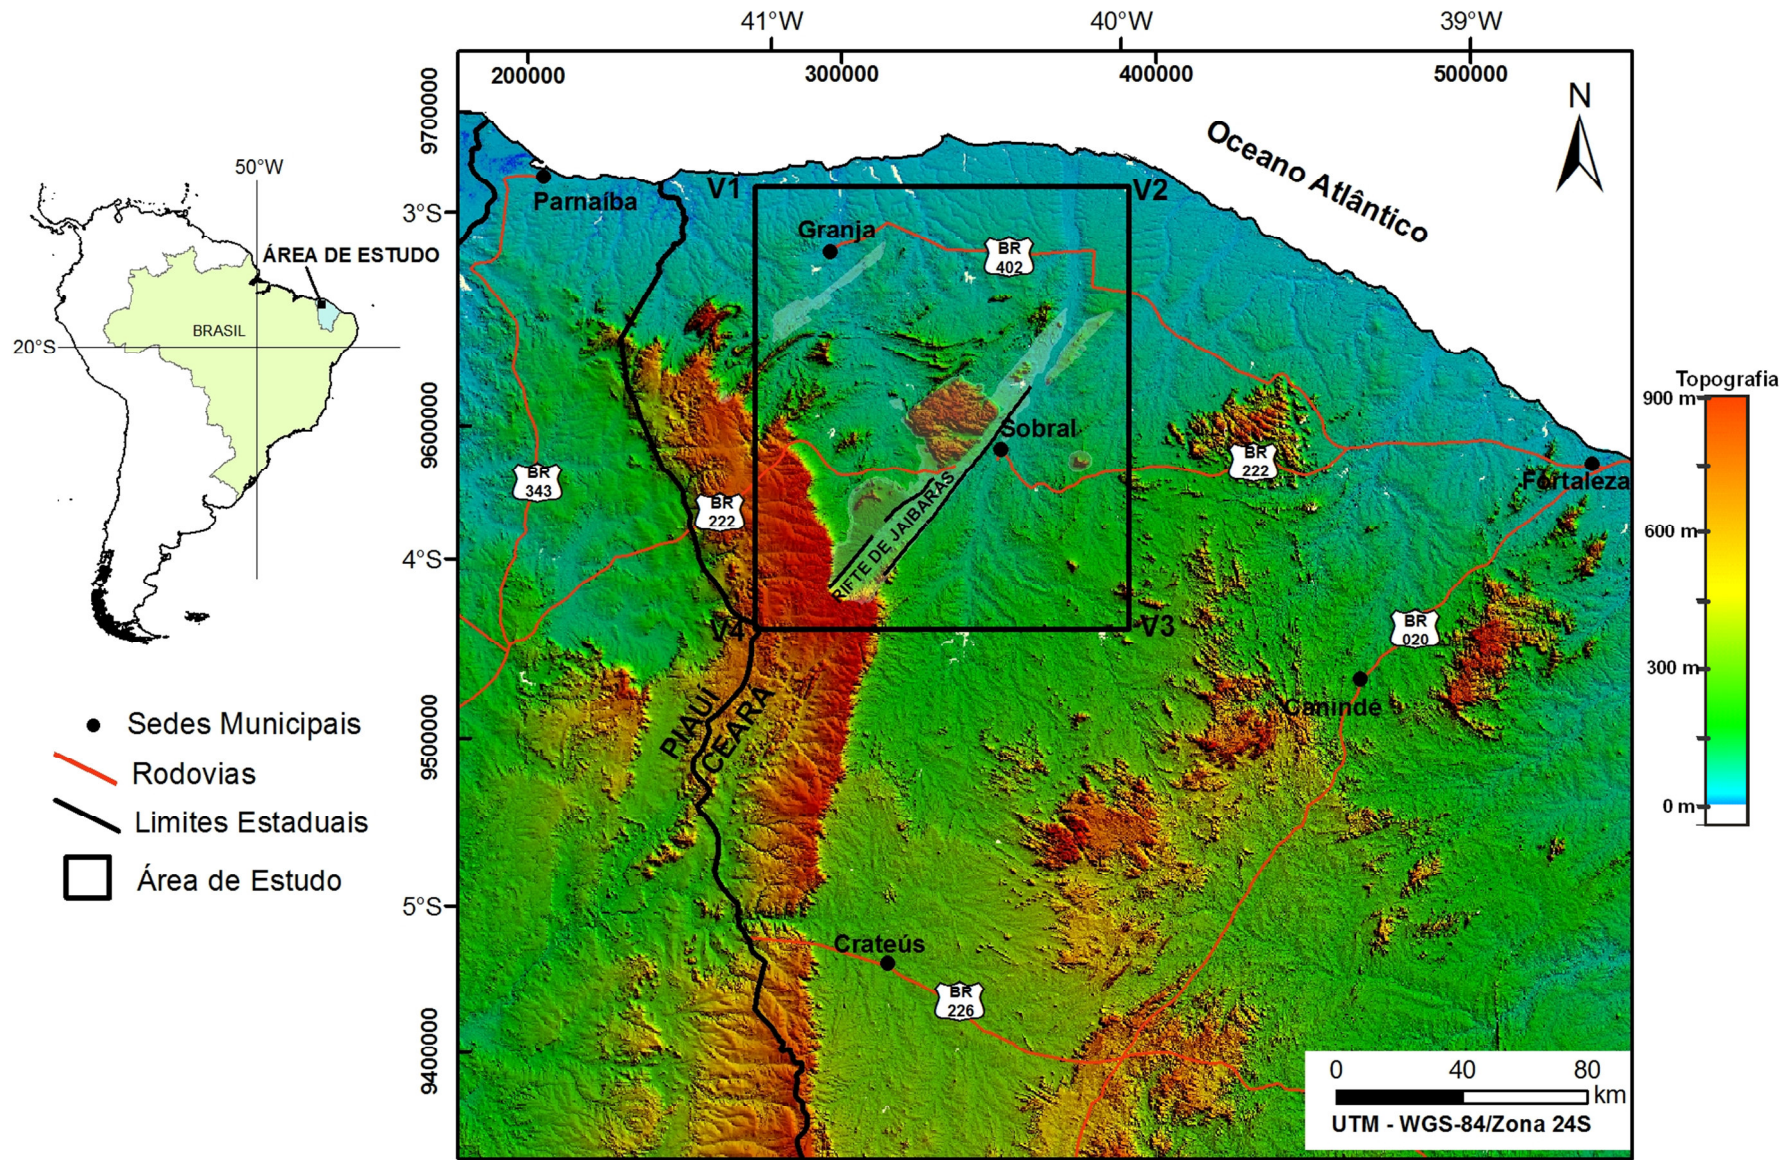 41°W
40°W
39°W
200000
300000
400000
500000
9700000
9600000
9500000
9400000
3°S
4°S
5°S
N
Oceano Atlântico
50°W
20°S
ÁREA DE ESTUDO
BRASIL
V1
V2
V3
V4
Parnaíba
Granja
BR
402
Sobral
BR
343
BR
222
BR
222
Fortaleza
RIFTE DE JAIBARAS
BR
020
Canindé
PIAUÍ
CEARÁ
Crateús
BR
226
Topografia
900 m
600 m
300 m
0 m
Sedes Municipais
Rodovias
Limites Estaduais
Área de Estudo
0 40 80
km
UTM - WGS-84/Zona 24S